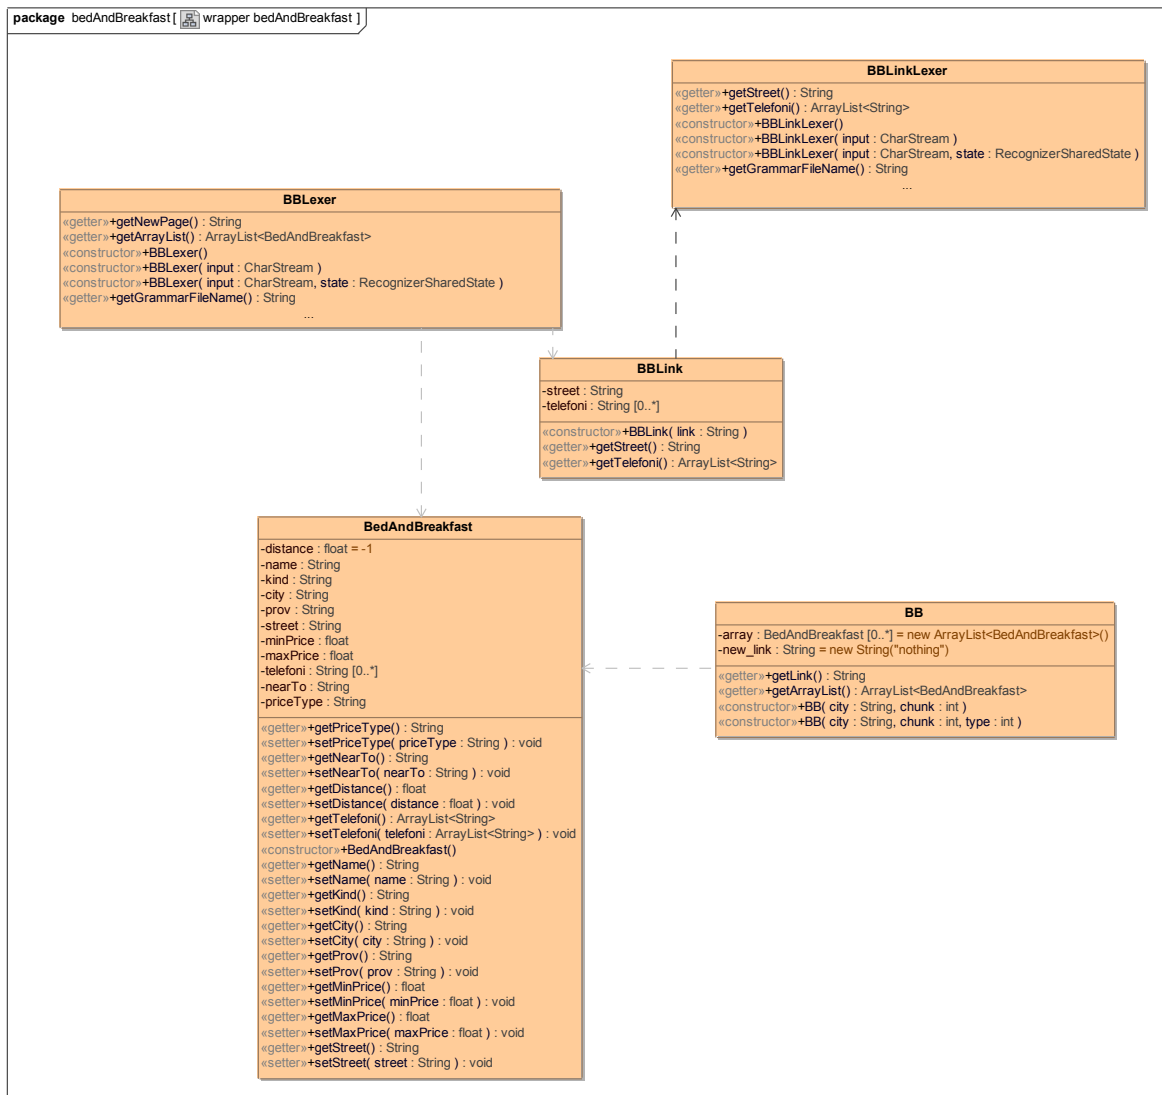 package bedAndBreakfast [ wrapper bedAndBreakfast ]
BBLinkLexer
«getter»+getStreet() : String
«getter»+getTelefoni() : ArrayList<String>
«constructor»+BBLinkLexer()
«constructor»+BBLinkLexer( input : CharStream )
«constructor»+BBLinkLexer( input : CharStream, state : RecognizerSharedState )
«getter»+getGrammarFileName() : String
...
BBLexer
«getter»+getNewPage() : String
«getter»+getArrayList() : ArrayList<BedAndBreakfast>
«constructor»+BBLexer()
«constructor»+BBLexer( input : CharStream )
«constructor»+BBLexer( input : CharStream, state : RecognizerSharedState )
«getter»+getGrammarFileName() : String
...
BBLink
-street : String
-telefoni : String [0..*]
«constructor»+BBLink( link : String )
«getter»+getStreet() : String
«getter»+getTelefoni() : ArrayList<String>
BedAndBreakfast
-distance : float = -1
-name : String
-kind : String
-city : String
-prov : String
-street : String
-minPrice : float
-maxPrice : float
-telefoni : String [0..*]
-nearTo : String
-priceType : String
«getter»+getPriceType() : String
«setter»+setPriceType( priceType : String ) : void
«getter»+getNearTo() : String
«setter»+setNearTo( nearTo : String ) : void
«getter»+getDistance() : float
«setter»+setDistance( distance : float ) : void
«getter»+getTelefoni() : ArrayList<String>
«setter»+setTelefoni( telefoni : ArrayList<String> ) : void
«constructor»+BedAndBreakfast()
«getter»+getName() : String
«setter»+setName( name : String ) : void
«getter»+getKind() : String
«setter»+setKind( kind : String ) : void
«getter»+getCity() : String
«setter»+setCity( city : String ) : void
«getter»+getProv() : String
«setter»+setProv( prov : String ) : void
«getter»+getMinPrice() : float
«setter»+setMinPrice( minPrice : float ) : void
«getter»+getMaxPrice() : float
«setter»+setMaxPrice( maxPrice : float ) : void
«getter»+getStreet() : String
«setter»+setStreet( street : String ) : void
BB
-array : BedAndBreakfast [0..*] = new ArrayList<BedAndBreakfast>()
-new_link : String = new String("nothing")
«getter»+getLink() : String
«getter»+getArrayList() : ArrayList<BedAndBreakfast>
«constructor»+BB( city : String, chunk : int )
«constructor»+BB( city : String, chunk : int, type : int )